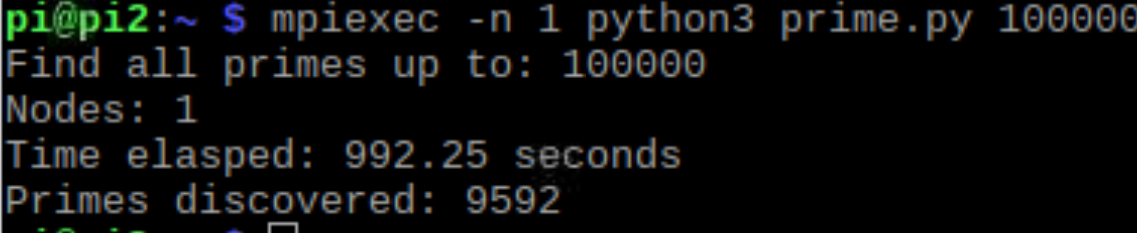 pi@pi2:~ $ mpiexec -n 1 python3 prime.py 100000
Find all primes up to: 100000
Nodes: 1
Time elasped: 992.25 seconds
Primes discovered: 9592